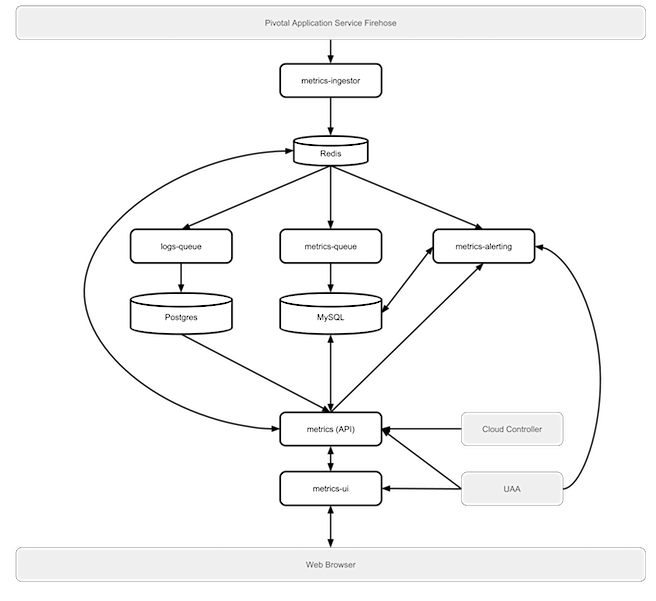 Pivotal Application Service Firehose
metrics-ingestor
Redis
logs-queue
metrics-queue
metrics-alerting
Postgres
MySQL
metrics (API)
Cloud Controller
metrics-ui
UAA
Web Browser